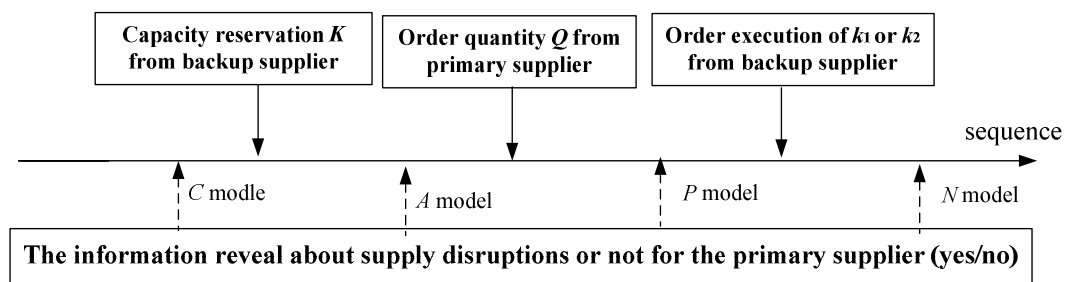 Capacity reservation K
from backup supplier
Order quantity Q from
primary supplier
Order execution of k1 or k2
from backup supplier
sequence
C modle
A model
P model
N model
The information reveal about supply disruptions or not for the primary supplier (yes/no)